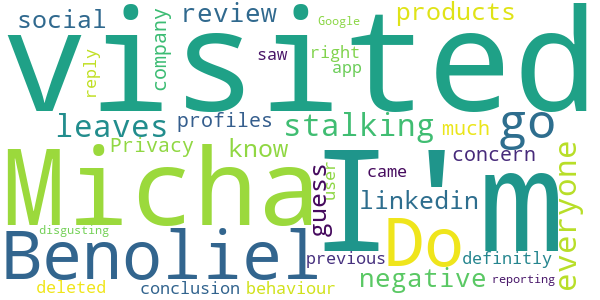 visited
social
review
Google
products
saw
right
app
company
reply
leaves
profiles
stalking
much
go
Privacy
know
concern
Micha
I'm
guess
user
came
linkedin
everyone
disgusting
Benoliel
Do
previous
definitly
negative
reporting
deleted
conclusion
behaviour